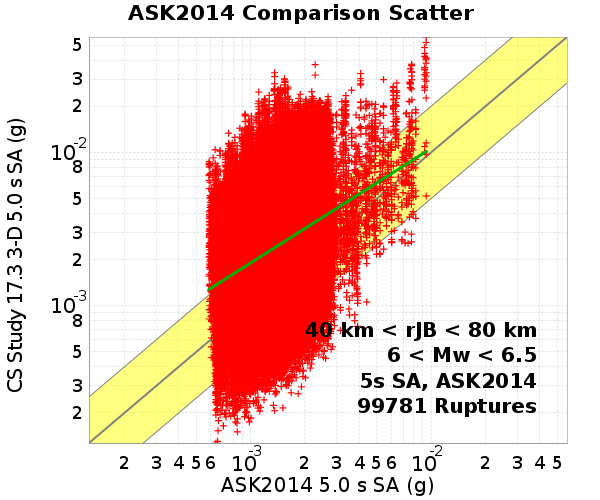 ASK2014 Comparison Scatter
CS Study 17.3 3-D 5.0 s SA (g)
5
3
2
10-2
8
5
3
2
10-3
8
5
3
2
40 km < rJB < 80 km
6 < Mw < 6.5
5s SA, ASK2014
99781 Ruptures
2 3 4 5 6 10-3 2 3 4 5 6 10-2 2 3 4 5
ASK2014 5.0 s SA (g)